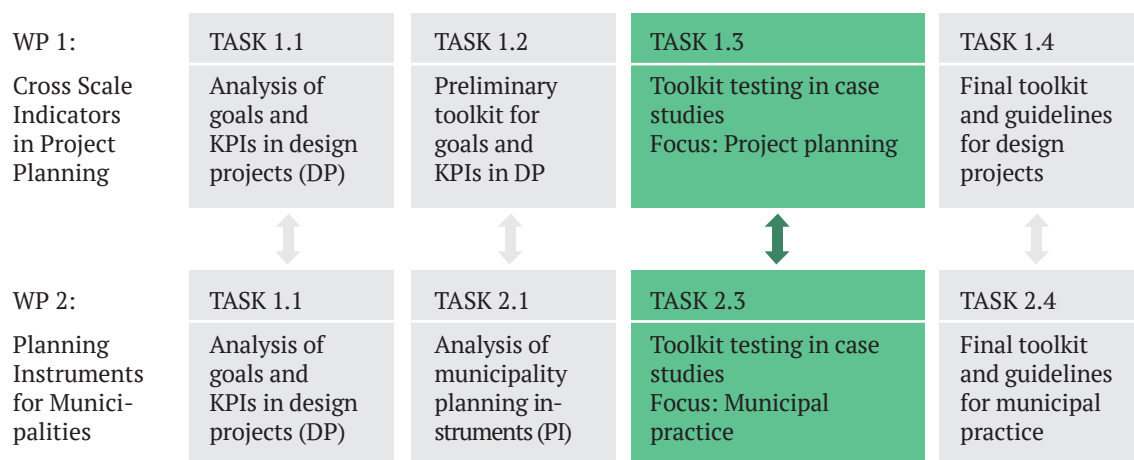 WP 1:
Cross Scale
Indicators
in Project
Planning
TASK 1.1
Analysis of
goals and
KPIs in design
projects (DP)
TASK 1.2
Preliminary
toolkit for
goals and
KPIs in DP
TASK 1.3
Toolkit testing in case
studies
Focus: Project planning
TASK 1.4
Final toolkit
and guidelines
for design
projects
WP 2:
Planning
Instruments
for Munici-
palities
TASK 1.1
Analysis of
goals and
KPIs in design
projects (DP)
TASK 2.1
Analysis of
municipality
planning in-
struments (PI)
TASK 2.3
Toolkit testing in case
studies
Focus: Municipal
practice
TASK 2.4
Final toolkit
and guidelines
for municipal
practice